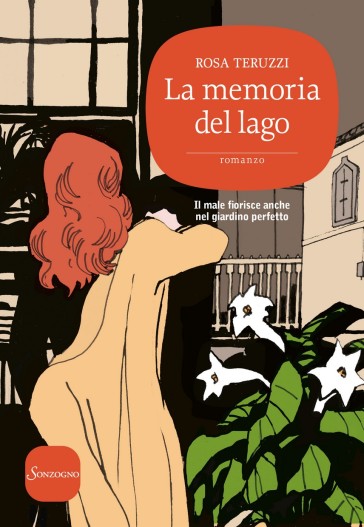 ROSA TERUZZI
La memoria
del lago
romanzo
Il male fiorisce anche
nel giardino perfetto
SONZOGNO